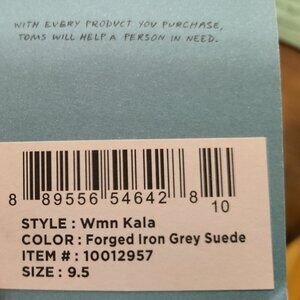 WITH EVERY PRODUCT YOU PURCHASE,
TOMS WILL HELP A PERSON IN NEED.
8 89556 54642 8
10
STYLE : Wmn Kala
COLOR : Forged Iron Grey Suede
ITEM # : 10012957
SIZE : 9.5